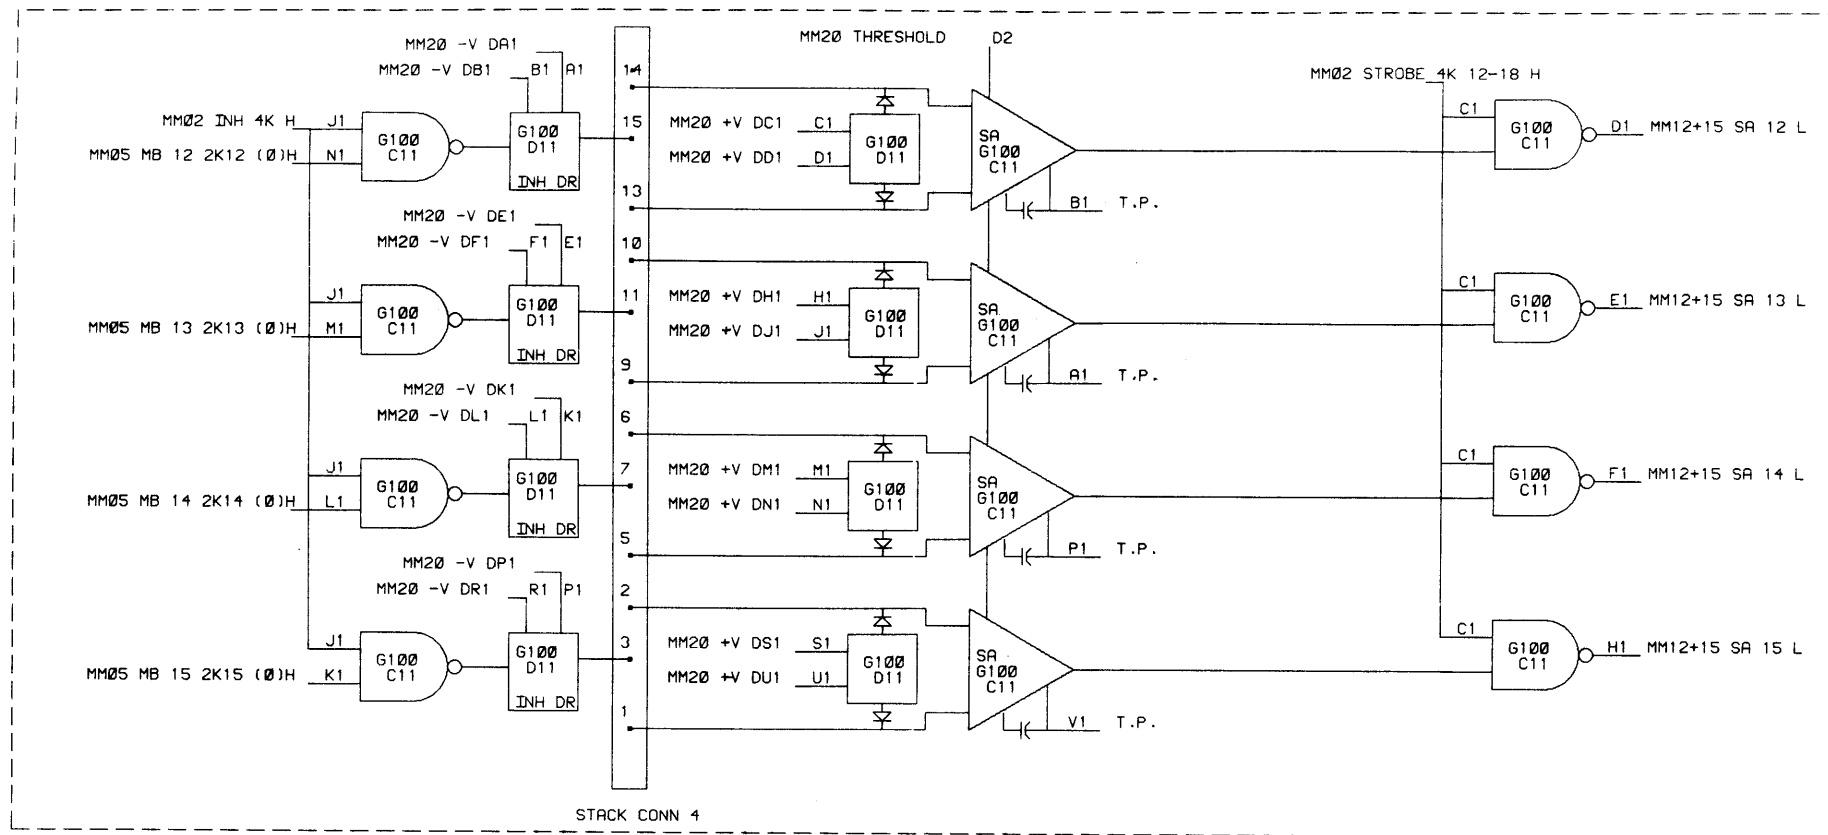 MM20 THRESHOLD D2
MM20 -V DA1
MM20 -V DB1 B1 A1
14
MM02 STROBE 4K 12-18 H
C1
MM02 INH 4K H J1
MM05 MB 12 2K12 (0)H N1
G100 C11
G100 D11
INH DR
15
MM20 +V DC1 C1
MM20 +V DD1 D1
G100 D11
SA G100 C11
G100 C11
D1 MM12+15 SA 12 L
13
B1 T.P.
MM20 -V DE1
MM20 -V DF1 F1 E1
10
C1
J1
MM05 MB 13 2K13 (0)H M1
G100 C11
G100 D11
INH DR
11
MM20 +V DH1 H1
MM20 +V DJ1 J1
G100 D11
SA G100 C11
G100 C11
E1 MM12+15 SA 13 L
9
A1 T.P.
MM20 -V DK1
MM20 -V DL1 L1 K1
6
C1
J1
MM05 MB 14 2K14 (0)H L1
G100 C11
G100 D11
INH DR
7
MM20 +V DM1 M1
MM20 +V DN1 N1
G100 D11
SA G100 C11
G100 C11
F1 MM12+15 SA 14 L
5
P1 T.P.
MM20 -V DP1
MM20 -V DR1 R1 P1
2
C1
J1
MM05 MB 15 2K15 (0)H K1
G100 C11
G100 D11
INH DR
3
MM20 +V DS1 S1
MM20 +V DU1 U1
G100 D11
SA G100 C11
G100 C11
H1 MM12+15 SA 15 L
1
V1 T.P.
STACK CONN 4